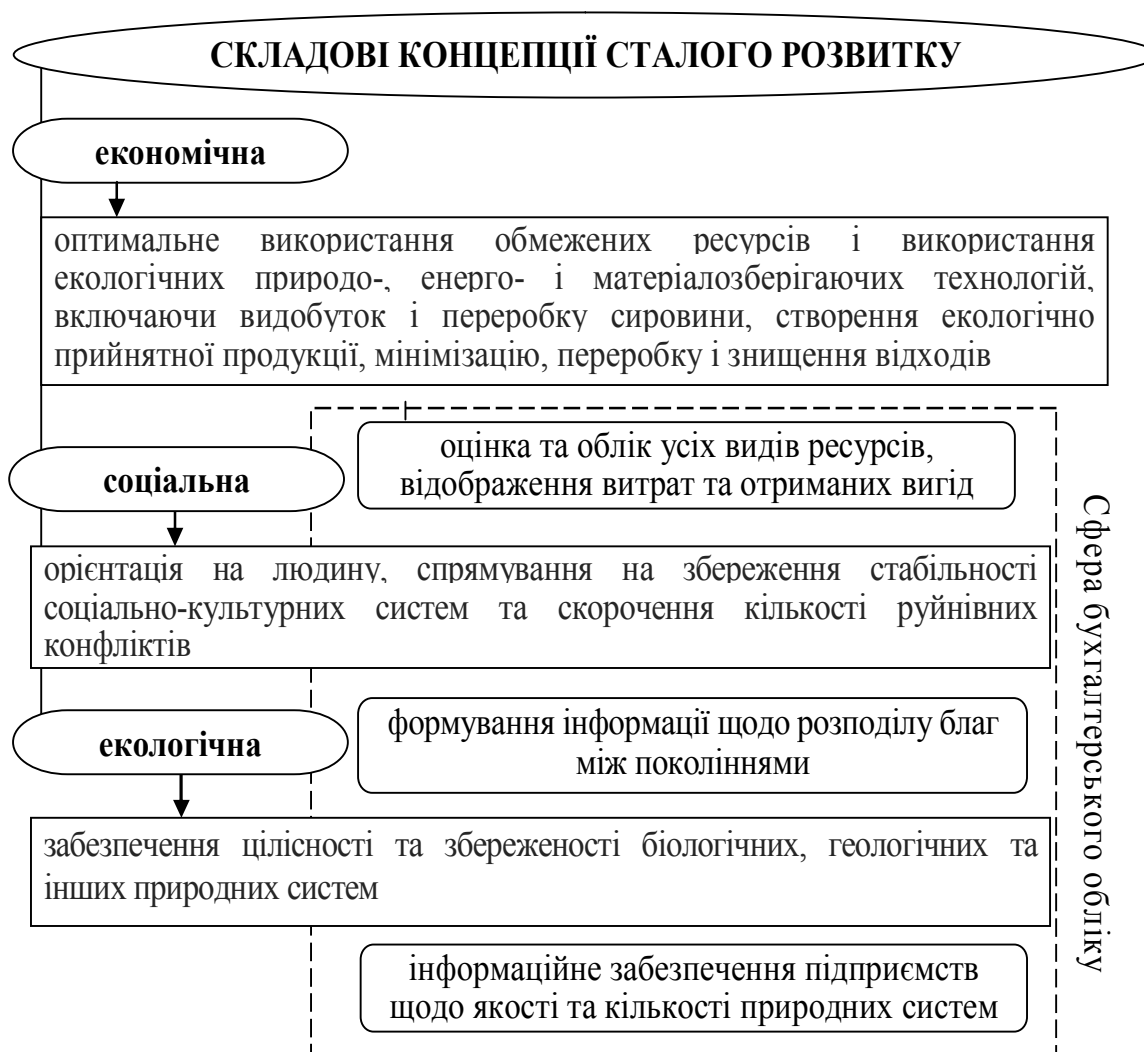 СКЛАДОВІ КОНЦЕПЦІЇ СТАЛОГО РОЗВИТКУ
економічна
оптимальне використання обмежених ресурсів і використання
екологічних природо-, енерго- і матеріалозберігаючих технологій,
включаючи видобуток і переробку сировини, створення екологічно
прийнятної продукції, мінімізацію, переробку і знищення відходів
оцінка та облік усіх видів ресурсів,
відображення витрат та отриманих вигід
соціальна
орієнтація на людину, спрямування на збереження стабільності
соціально-культурних систем та скорочення кількості руйнівних
конфліктів
формування інформації щодо розподілу благ
між поколіннями
екологічна
забезпечення цілісності та збереженості біологічних, геологічних та
інших природних систем
інформаційне забезпечення підприємств
щодо якості та кількості природних систем
Сфера бухгалтерського обліку